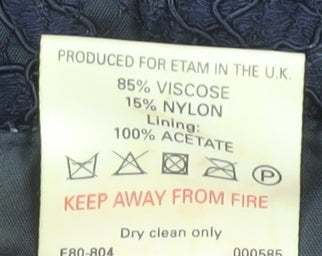 PRODUCED FOR ETAM IN THE U.K.
85% VISCOSE
15% NYLON
Lining:
100% ACETATE
P
KEEP AWAY FROM FIRE
Dry clean only
E80-804 000585